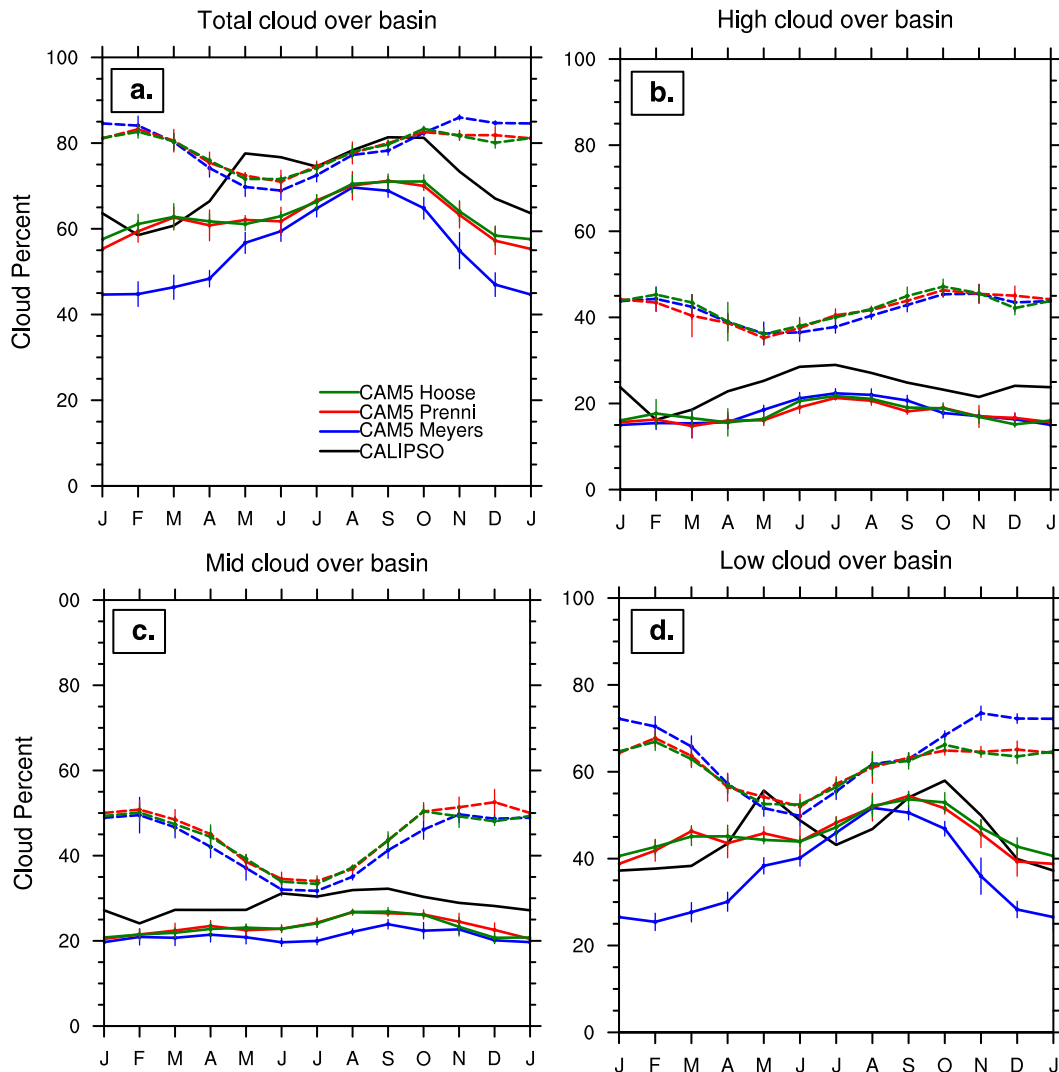 Total cloud over basin
a.
100
80
60
40
20
0
Cloud Percent
CAM5 Hoose
CAM5 Prenni
CAM5 Meyers
CALIPSO
J F M A M J J A S O N D J
High cloud over basin
b.
100
80
60
40
20
0
J F M A M J J A S O N D J
Mid cloud over basin
c.
00
80
60
40
20
0
Cloud Percent
J F M A M J J A S O N D J
Low cloud over basin
d.
100
80
60
40
20
0
J F M A M J J A S O N D J